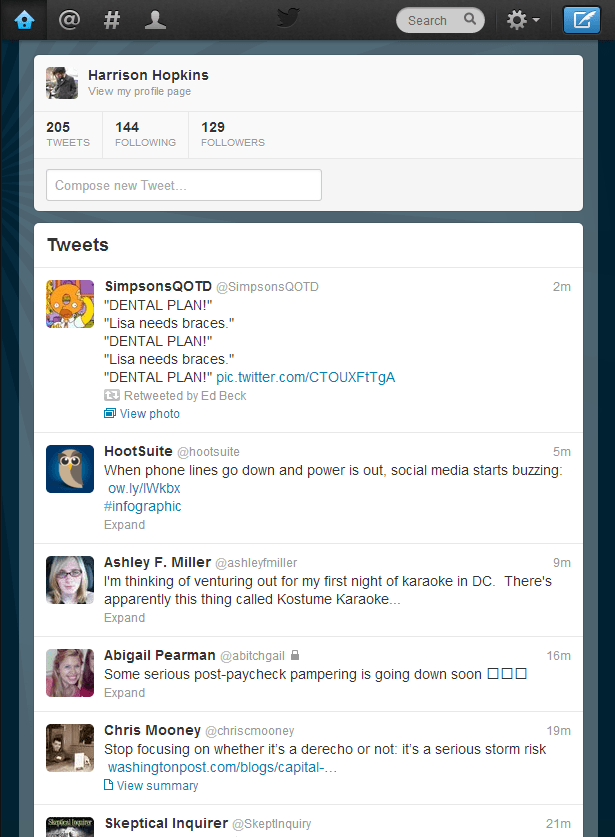 @
#
Search
Harrison Hopkins
View my profile page
205
144
129
TWEETS
FOLLOWING
FOLLOWERS
Compose new Tweet...
Tweets
SimpsonsQOTD @SimpsonsQOTD 2m
"DENTAL PLAN!"
"Lisa needs braces."
"DENTAL PLAN!"
"Lisa needs braces."
"DENTAL PLAN!" pic.twitter.com/CTOUXFtTgA
Retweeted by Ed Beck
View photo
HootSuite @hootsuite 5m
When phone lines go down and power is out, social media starts buzzing:
ow.ly/lWkbx
#infographic
Expand
Ashley F. Miller @ashleyfmiller 9m
I'm thinking of venturing out for my first night of karaoke in DC. There's
apparently this thing called Kostume Karaoke...
Expand
Abigail Pearman @abitchgail 16m
Some serious post-paycheck pampering is going down soon □□□
Expand
Chris Mooney @chriscmooney 19m
Stop focusing on whether it's a derecho or not: it's a serious storm risk
washingtonpost.com/blogs/capital-...
View summary
Skeptical Inquirer
Skeptical Inquirer @SkeptInquiry 21m